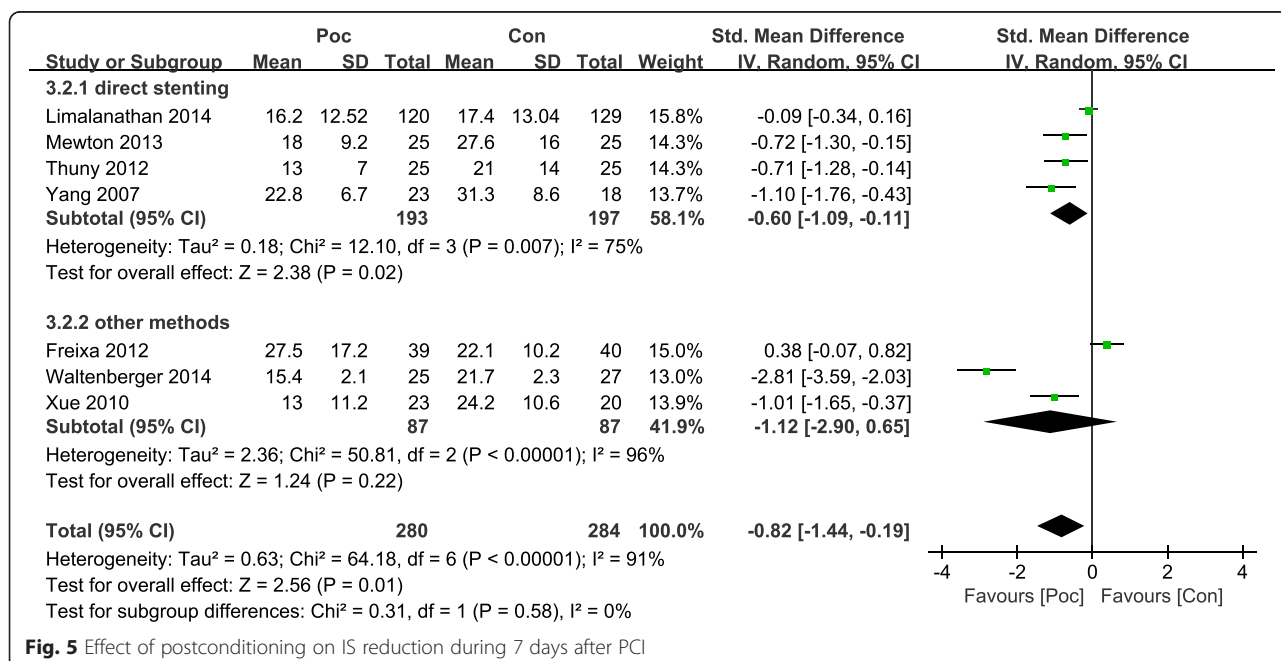 Poc Con Std. Mean Difference Std. Mean Difference
Study or Subgroup Mean SD Total Mean SD Total Weight IV, Random, 95% CI IV, Random, 95% CI
3.2.1 direct stenting
Limalanathan 2014 16.2 12.52 120 17.4 13.04 129 15.8% -0.09 [-0.34, 0.16]
Mewton 2013 18 9.2 25 27.6 16 25 14.3% -0.72 [-1.30, -0.15]
Thuny 2012 13 7 25 21 14 25 14.3% -0.71 [-1.28, -0.14]
Yang 2007 22.8 6.7 23 31.3 8.6 18 13.7% -1.10 [-1.76, -0.43]
Subtotal (95% CI) 193 197 58.1% -0.60 [-1.09, -0.11]
Heterogeneity: Tau² = 0.18; Chi² = 12.10, df = 3 (P = 0.007); I² = 75%
Test for overall effect: Z = 2.38 (P = 0.02)
3.2.2 other methods
Freixa 2012 27.5 17.2 39 22.1 10.2 40 15.0% 0.38 [-0.07, 0.82]
Waltenberger 2014 15.4 2.1 25 21.7 2.3 27 13.0% -2.81 [-3.59, -2.03]
Xue 2010 13 11.2 23 24.2 10.6 20 13.9% -1.01 [-1.65, -0.37]
Subtotal (95% CI) 87 87 41.9% -1.12 [-2.90, 0.65]
Heterogeneity: Tau² = 2.36; Chi² = 50.81, df = 2 (P < 0.00001); I² = 96%
Test for overall effect: Z = 1.24 (P = 0.22)
Total (95% CI) 280 284 100.0% -0.82 [-1.44, -0.19]
Heterogeneity: Tau² = 0.63; Chi² = 64.18, df = 6 (P < 0.00001); I² = 91%
Test for overall effect: Z = 2.56 (P = 0.01)
Test for subgroup differences: Chi² = 0.31, df = 1 (P = 0.58), I² = 0%
-4 -2 0 2 4
Favours [Poc] Favours [Con]
Fig. 5 Effect of postconditioning on IS reduction during 7 days after PCI